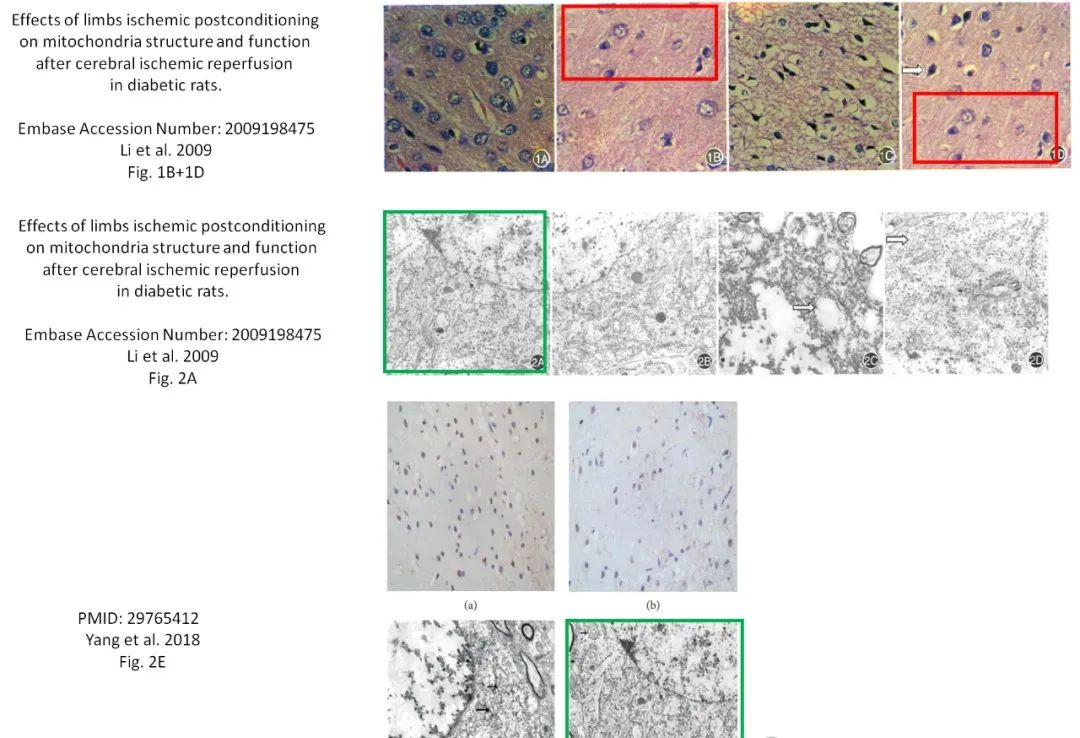 Effects of limbs ischemic postconditioning
on mitochondria structure and function
after cerebral ischemic reperfusion
in diabetic rats.
Embase Accession Number: 2009198475
Li et al. 2009
Fig. 1B+1D
1A
1B
1C
1D
Effects of limbs ischemic postconditioning
on mitochondria structure and function
after cerebral ischemic reperfusion
in diabetic rats.
Embase Accession Number: 2009198475
Li et al. 2009
Fig. 2A
2A
2B
2C
2D
(a)
(b)
PMID: 29765412
Yang et al. 2018
Fig. 2E